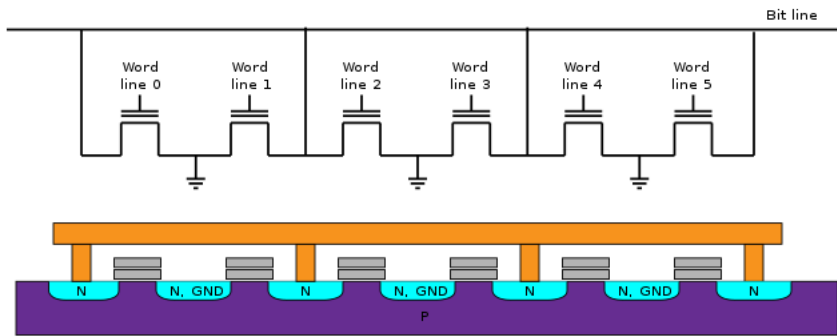 Bit line
Word
line 0
Word
line 1
Word
line 2
Word
line 3
Word
line 4
Word
line 5
N
N, GND
N
N, GND
N
N, GND
N
P